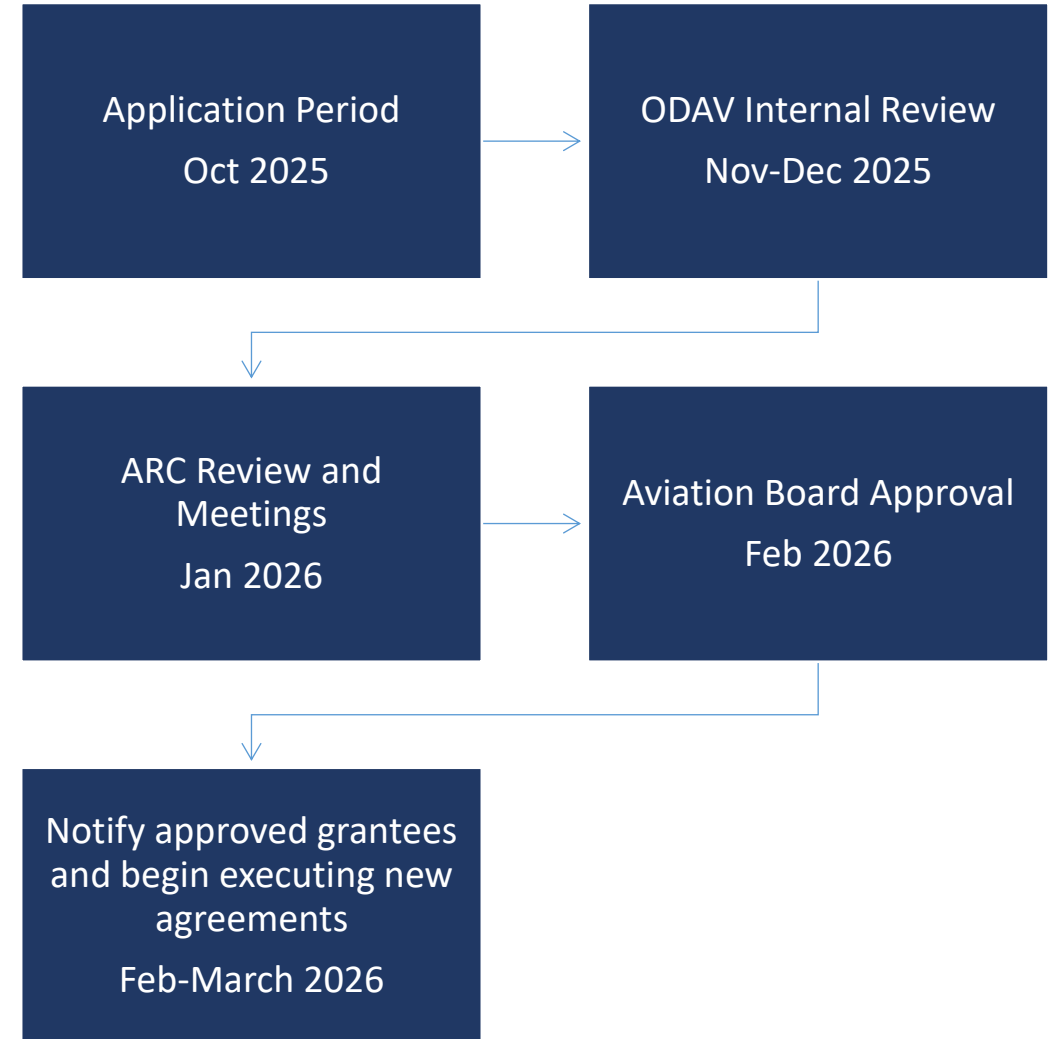 Application Period
Oct 2025
ODAV Internal Review
Nov-Dec 2025
ARC Review and
Meetings
Jan 2026
Aviation Board Approval
Feb 2026
Notify approved grantees
and begin executing new
agreements
Feb-March 2026